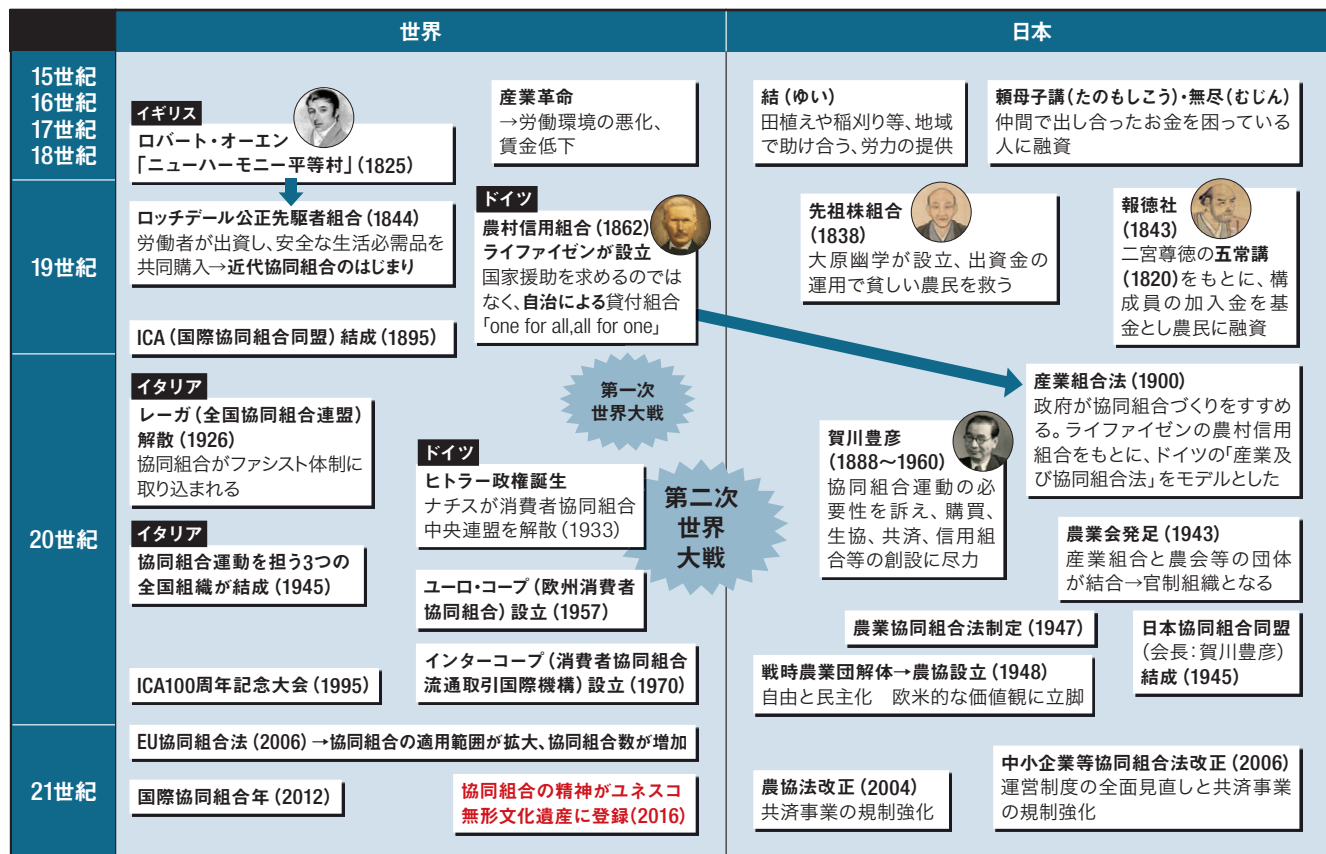 世界
日本
15世紀
16世紀
17世紀
18世紀
イギリス
ロバート・オーエン
「ニューハーモニー平等村」(1825)
産業革命
→労働環境の悪化、
賃金低下
結(ゆい)
田植えや稲刈り等、地域
で助け合う、労力の提供
頼母子講(たのもしこう)・無尽(むじん)
仲間で出し合ったお金を困っている
人に融資
19世紀
ロッチデール公正先駆者組合(1844)
労働者が出資し、安全な生活必需品を
共同購入→近代協同組合のはじまり
ICA(国際協同組合同盟)結成(1895)
ドイツ
農村信用組合(1862)
ライファイゼンが設立
国家援助を求めるのでは
なく、自治による貸付組合
「one for all,all for one」
先祖株組合
(1838)
大原幽学が設立、出資金の
運用で貧しい農民を救う
報徳社
(1843)
二宮尊徳の五常講
(1820)をもとに、構
成員の加入金を基
金とし農民に融資
20世紀
イタリア
レーガ(全国協同組合連盟)
解散(1926)
協同組合がファシスト体制に
取り込まれる
第一次
世界大戦
ドイツ
ヒトラー政権誕生
ナチスが消費者協同組合
中央連盟を解散(1933)
第二次
世界
大戦
イタリア
協同組合運動を担う3つの
全国組織が結成(1945)
ユーロ・コープ(欧州消費者
協同組合)設立(1957)
インターコープ(消費者協同組合
流通取引国際機構)設立(1970)
ICA100周年記念大会(1995)
賀川豊彦
(1888〜1960)
協同組合運動の必
要性を訴え、購買、
生協、共済、信用組
合等の創設に尽力
産業組合法(1900)
政府が協同組合づくりをすすめ
る。ライファイゼンの農村信用
組合をもとに、ドイツの「産業及
び協同組合法」をモデルとした
農業会発足(1943)
産業組合と農会等の団体
が結合→官制組織となる
農業協同組合法制定(1947)
戦時農業団解体→農協設立(1948)
自由と民主化 欧米的な価値観に立脚
日本協同組合同盟
(会長:賀川豊彦)
結成(1945)
21世紀
EU協同組合法(2006)→協同組合の適用範囲が拡大、協同組合数が増加
国際協同組合年(2012)
協同組合の精神がユネスコ
無形文化遺産に登録(2016)
農協法改正(2004)
共済事業の規制強化
中小企業等協同組合法改正(2006)
運営制度の全面見直しと共済事業
の規制強化